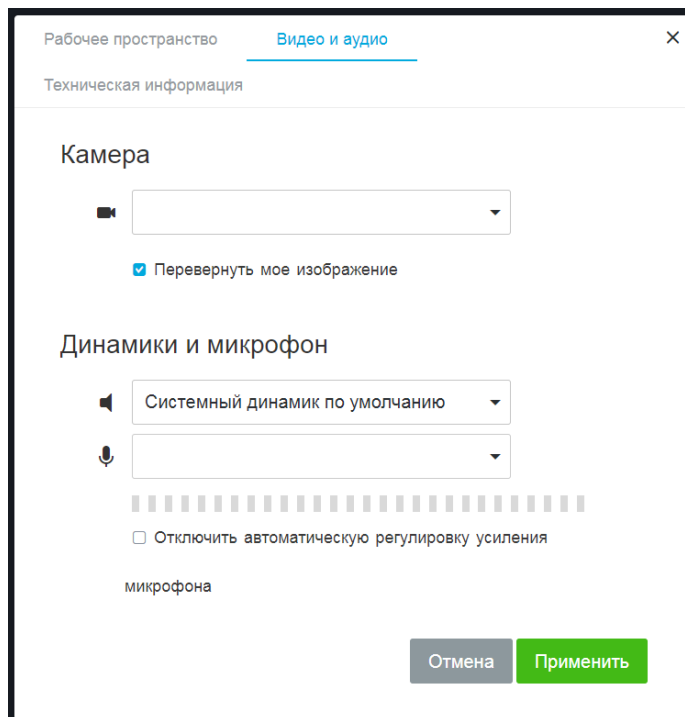 Рабочее пространство
Видео и аудио
Техническая информация
Камера
Перевернуть мое изображение
Динамики и микрофон
Системный динамик по умолчанию
Отключить автоматическую регулировку усиления
микрофона
Отмена
Применить